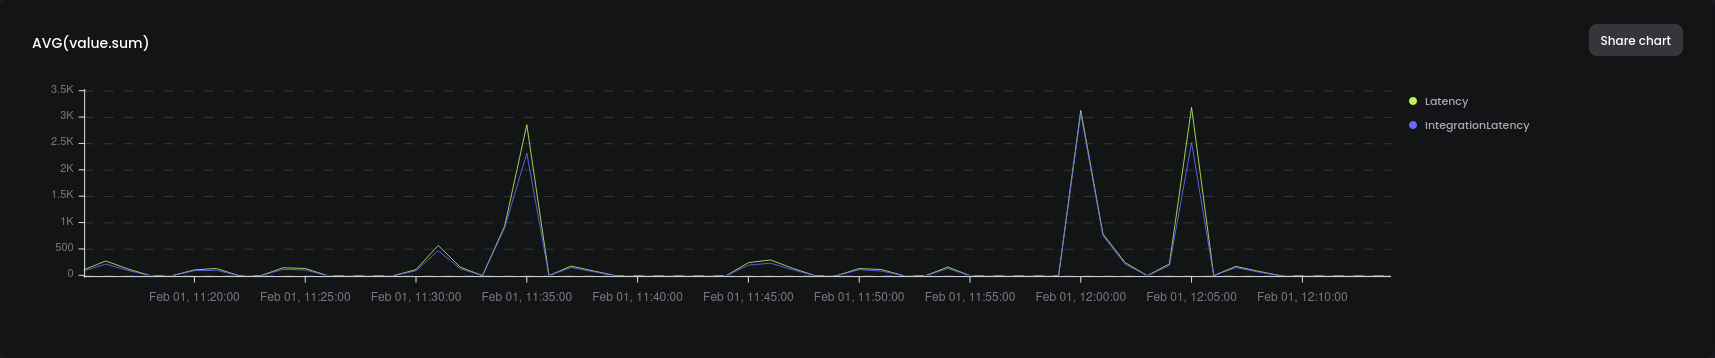 AVG(value.sum)
Share chart
3.5K
3K
2.5K
2K
1.5K
1K
500
0
Feb 01, 11:20:00
Feb 01, 11:25:00
Feb 01, 11:30:00
Feb 01, 11:35:00
Feb 01, 11:40:00
Feb 01, 11:45:00
Feb 01, 11:50:00
Feb 01, 11:55:00
Feb 01, 12:00:00
Feb 01, 12:05:00
Feb 01, 12:10:00
Latency
IntegrationLatency